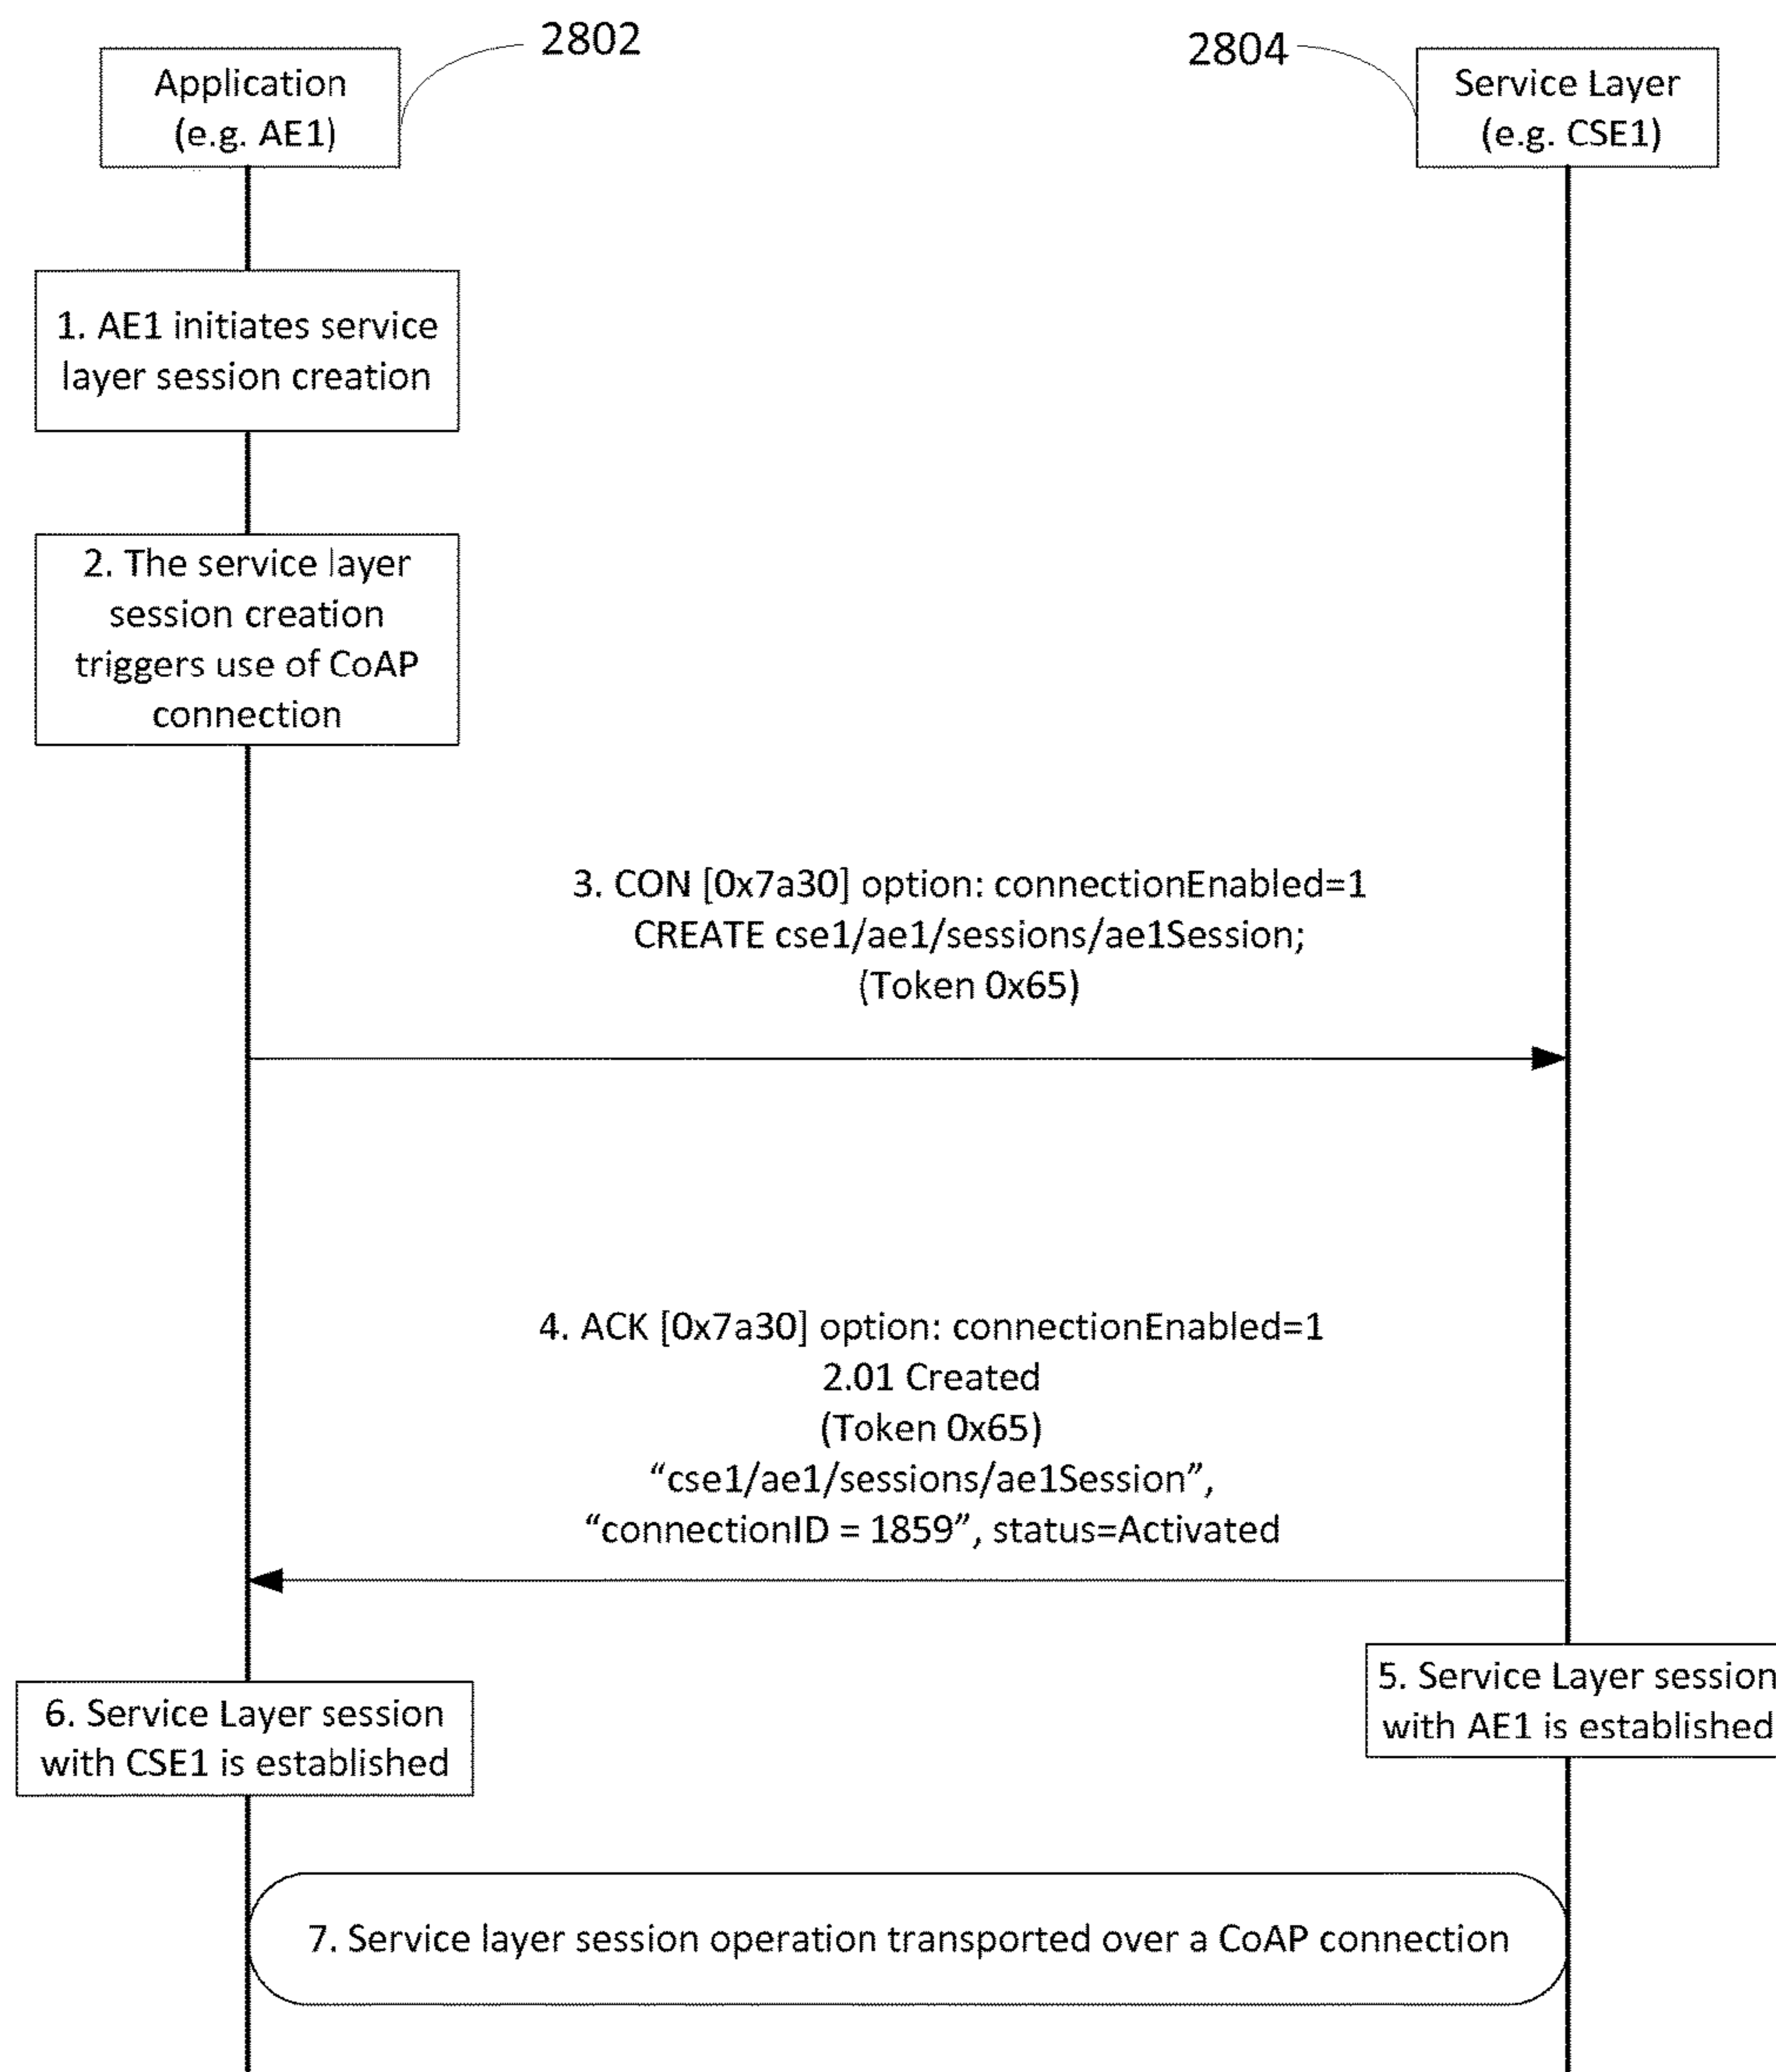 2802
2804
Application
(e.g. AE1)
Service Layer
(e.g. CSE1)
1. AE1 initiates service
layer session creation
2. The service layer
session creation
triggers use of CoAP
connection
3. CON [0x7a30] option: connectionEnabled=1
CREATE cse1/ae1/sessions/ae1Session;
(Token 0x65)
4. ACK [0x7a30] option: connectionEnabled=1
2.01 Created
(Token 0x65)
“cse1/ae1/sessions/ae1Session”,
“connectionID = 1859”, status=Activated
5. Service Layer session
with AE1 is established
6. Service Layer session
with CSE1 is established
7. Service layer session operation transported over a CoAP connection